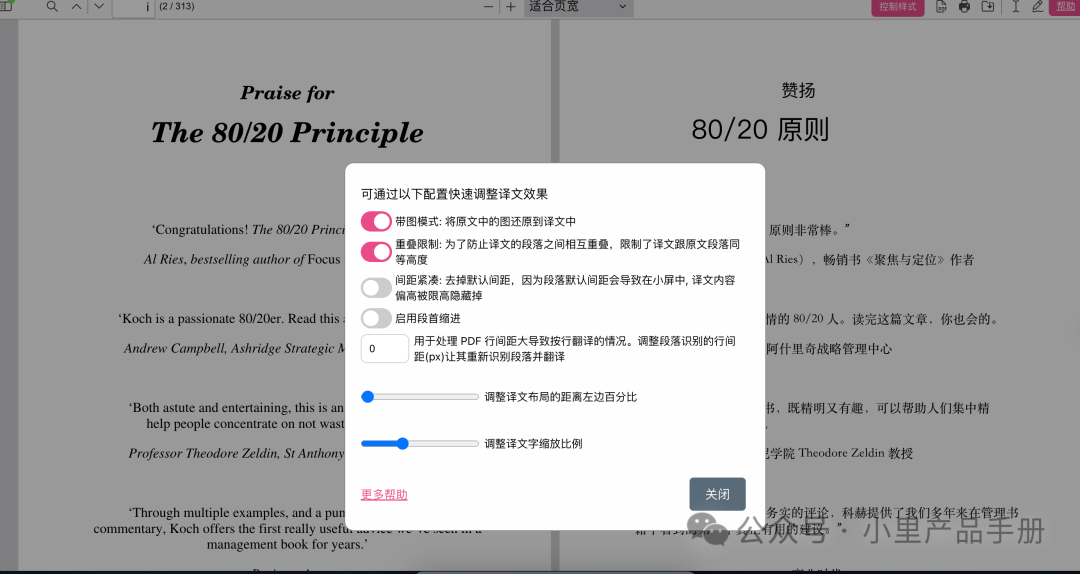 i (2 / 313)
适合页宽
控制样式
帮助
Praise for
The 80/20 Principle
‘Congratulations! The 80/20
Al Ries, bestselling author of Focus
‘Koch is a passionate 80/20er. Read this
Andrew Campbell, Ashridge Strategic
‘Both astute and entertaining, this is an
help people concentrate on not
Professor Theodore Zeldin, St Anthony
‘Through multiple examples, and a
commentary, Koch offers the first really useful advice we’ve seen in a
management book for years.’
赞扬
80/20 原则
原则非常棒。”
Al Ries），畅销书《聚焦与定位》作者
情的 80/20 人。读完这篇文章，你也会的。
阿什里奇战略管理中心
书，既精明又有趣，可以帮助人们集中精
学院 Theodore Zeldin 教授
务实的评论，科赫提供了我们多年来在管理书
可通过以下配置快速调整译文效果
带图模式: 将原文中的图还原到译文中
重叠限制: 为了防止译文的段落之间相互重叠，限制了译文跟原文段落同
等高度
间距紧凑: 去掉默认间距，因为段落默认间距会导致在小屏中, 译文内容
偏高被限高隐藏掉
启用段首缩进
0
用于处理 PDF 行间距大导致按行翻译的情况。调整段落识别的行间
距(px)让其重新识别段落并翻译
调整译文布局的距离左边百分比
调整译文字缩放比例
更多帮助
关闭
公众号 · 小里产品手册